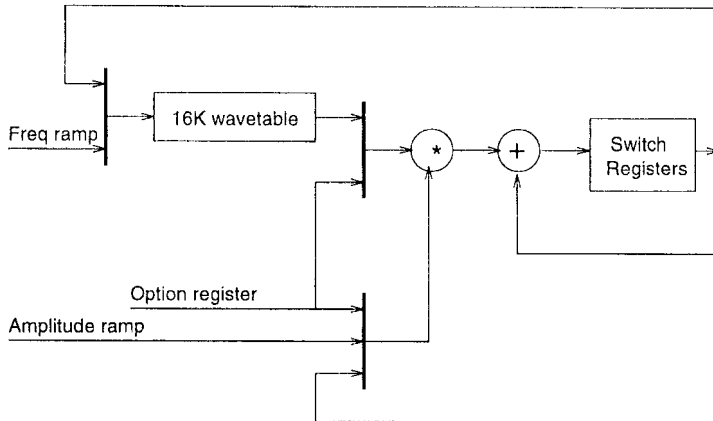 16K wavetable
Freq ramp
*
+
Switch
Registers
Option register
Amplitude ramp